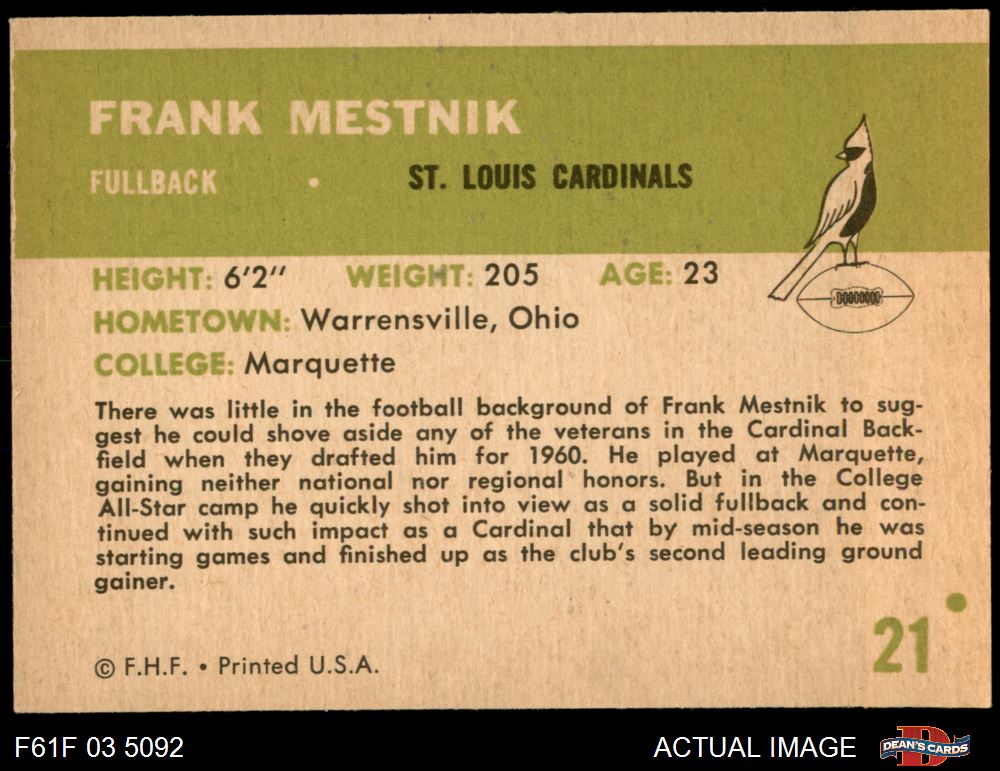 FRANK MESTNIK
FULLBACK • ST. LOUIS CARDINALS
HEIGHT: 6'2" WEIGHT: 205 AGE: 23
HOMETOWN: Warrensville, Ohio
COLLEGE: Marquette
There was little in the football background of Frank Mestnik to sug-
gest he could shove aside any of the veterans in the Cardinal Back-
field when they drafted him for 1960. He played at Marquette,
gaining neither national nor regional honors. But in the College
All-Star camp he quickly shot into view as a solid fullback and con-
tinued with such impact as a Cardinal that by mid-season he was
starting games and finished up as the club's second leading ground
gainer.
21
© F.H.F. • Printed U.S.A.
F61F 03 5092 ACTUAL IMAGE DEAN'S CARDS